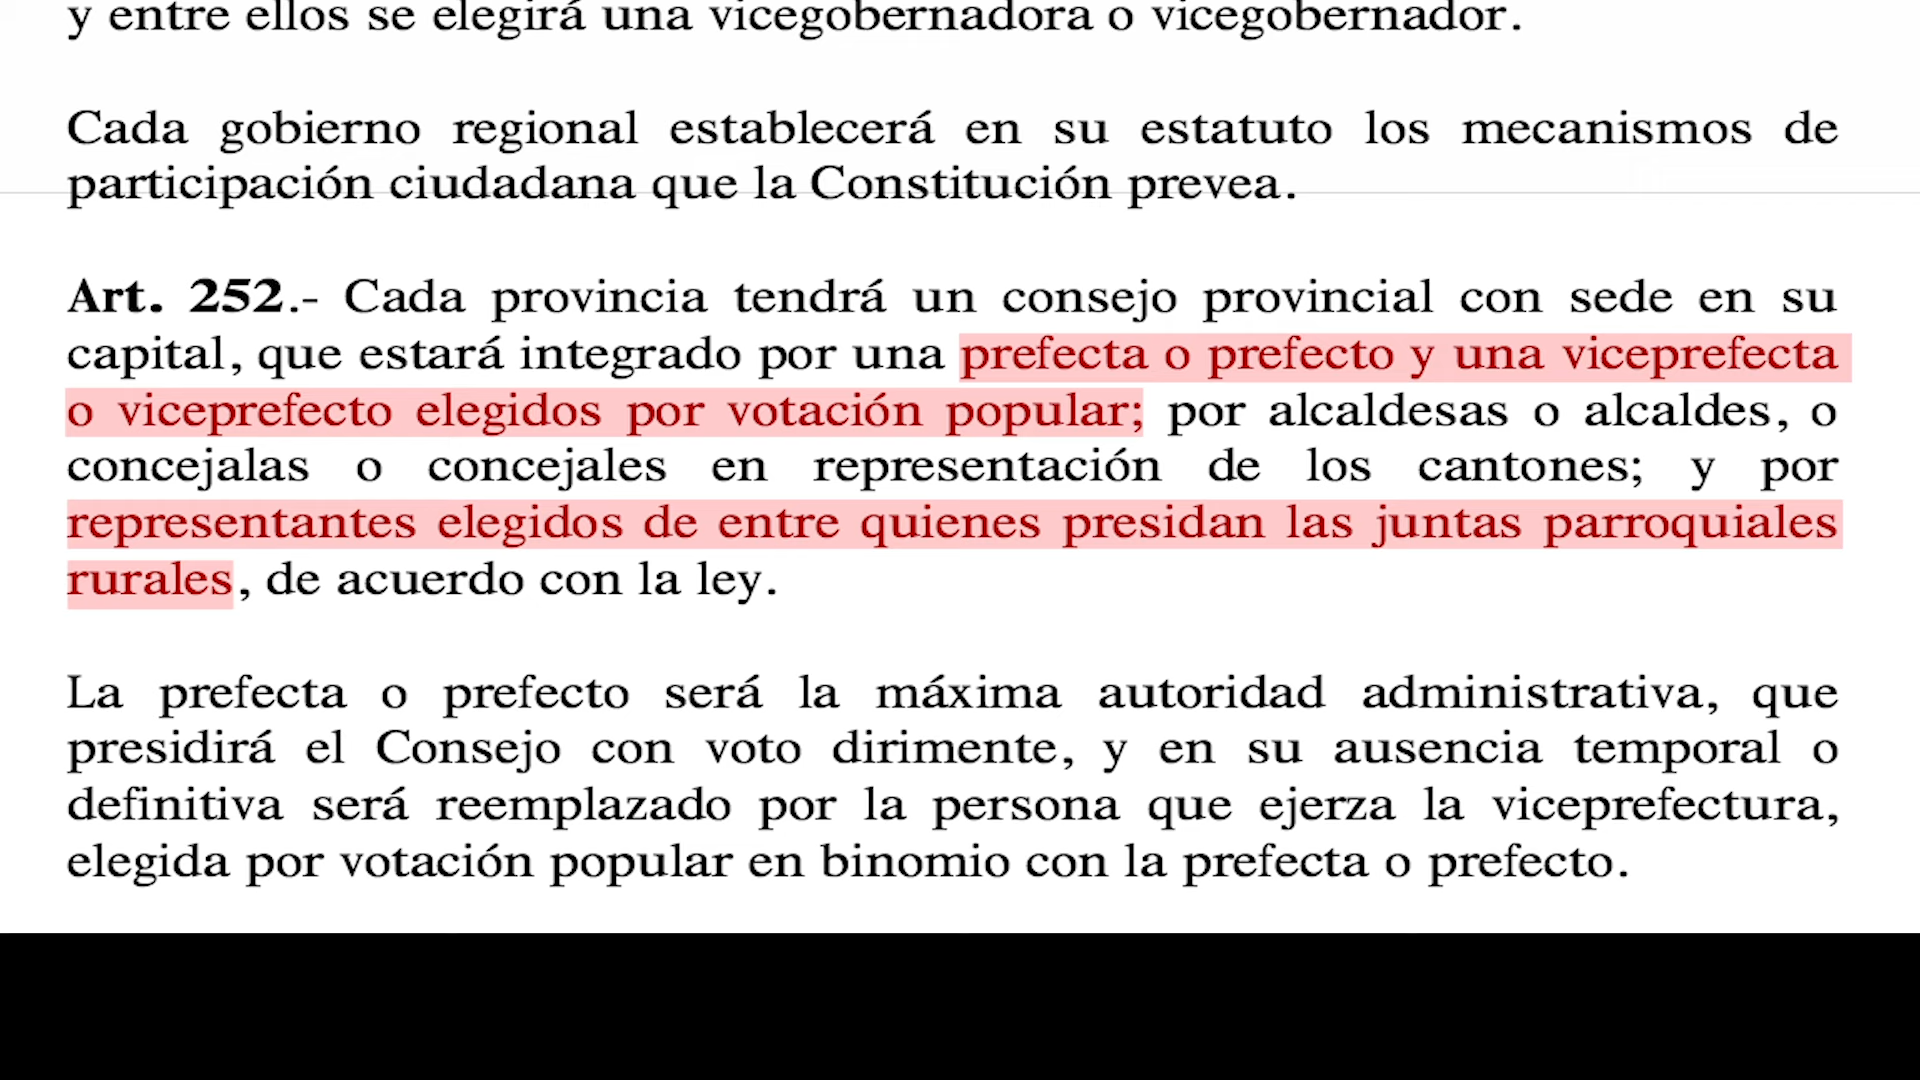 y entre ellos se elegirá una vicegobernadora o vicegobernador.
Cada gobierno regional establecerá en su estatuto los mecanismos de
participación ciudadana que la Constitución prevea.
Art. 252.- Cada provincia tendrá un consejo provincial con sede en su
capital, que estará integrado por una prefecta o prefecto y una viceprefecta
o viceprefecto elegidos por votación popular; por alcaldesas o alcaldes, o
concejalas o concejales en representación de los cantones; y por
representantes elegidos de entre quienes presidan las juntas parroquiales
rurales, de acuerdo con la ley.
La prefecta o prefecto será la máxima autoridad administrativa, que
presidirá el Consejo con voto dirimente, y en su ausencia temporal o
definitiva será reemplazado por la persona que ejerza la viceprefectura,
elegida por votación popular en binomio con la prefecta o prefecto.